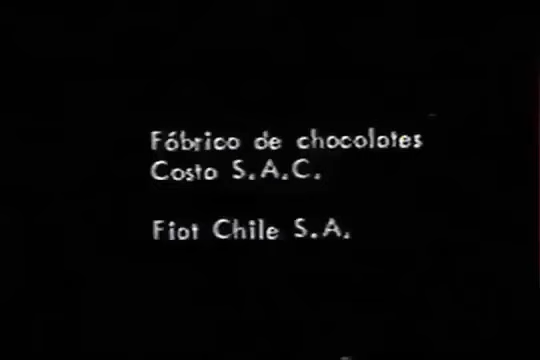 Fábrica de chocolates
Costa S.A.C.
Fiat Chile S.A.